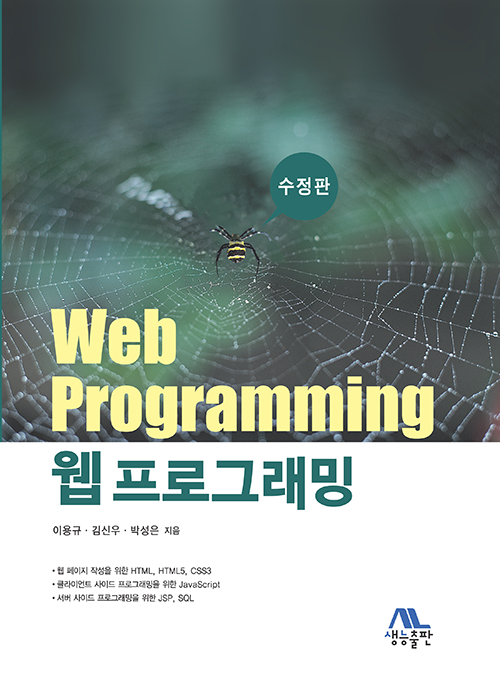 수정판
Web
Programming
웹 프로그래밍
이용규 · 김신우 · 박성은 지음
• 웹 페이지 작성을 위한 HTML, HTML5, CSS3
• 클라이언트 사이드 프로그래밍을 위한 JavaScript
• 서버 사이드 프로그래밍을 위한 JSP, SQL
생능출판